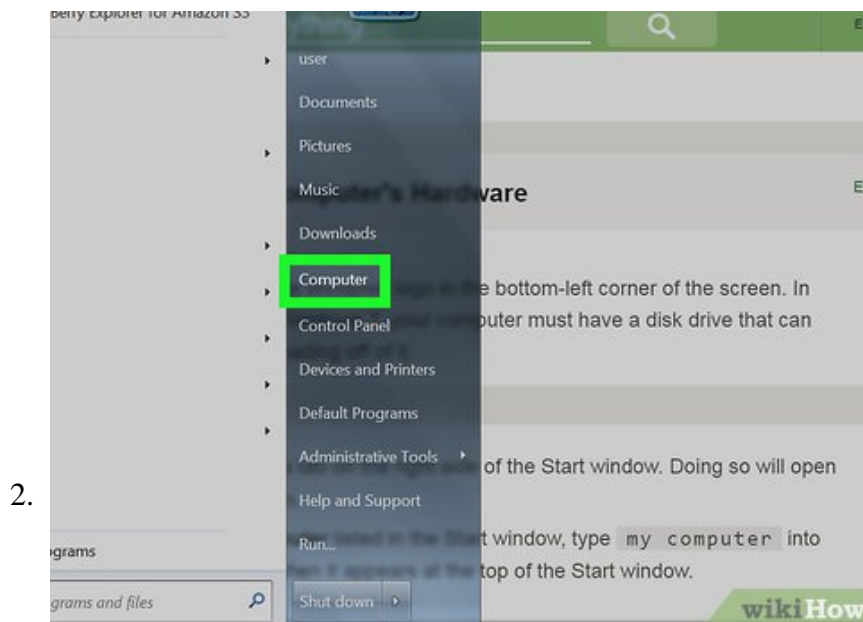 Berry Explorer for Amazon S3
user
Documents
Pictures
Music
Hardware
Downloads
Computer
e bottom-left corner of the screen. In
Control Panel
puter must have a disk drive that can
Devices and Printers
Default Programs
Administrative Tools
of the Start window. Doing so will open
2.
Help and Support
Run...
t window, type my computer into
grams
top of the Start window.
grams and files
Shut down
wikiHow